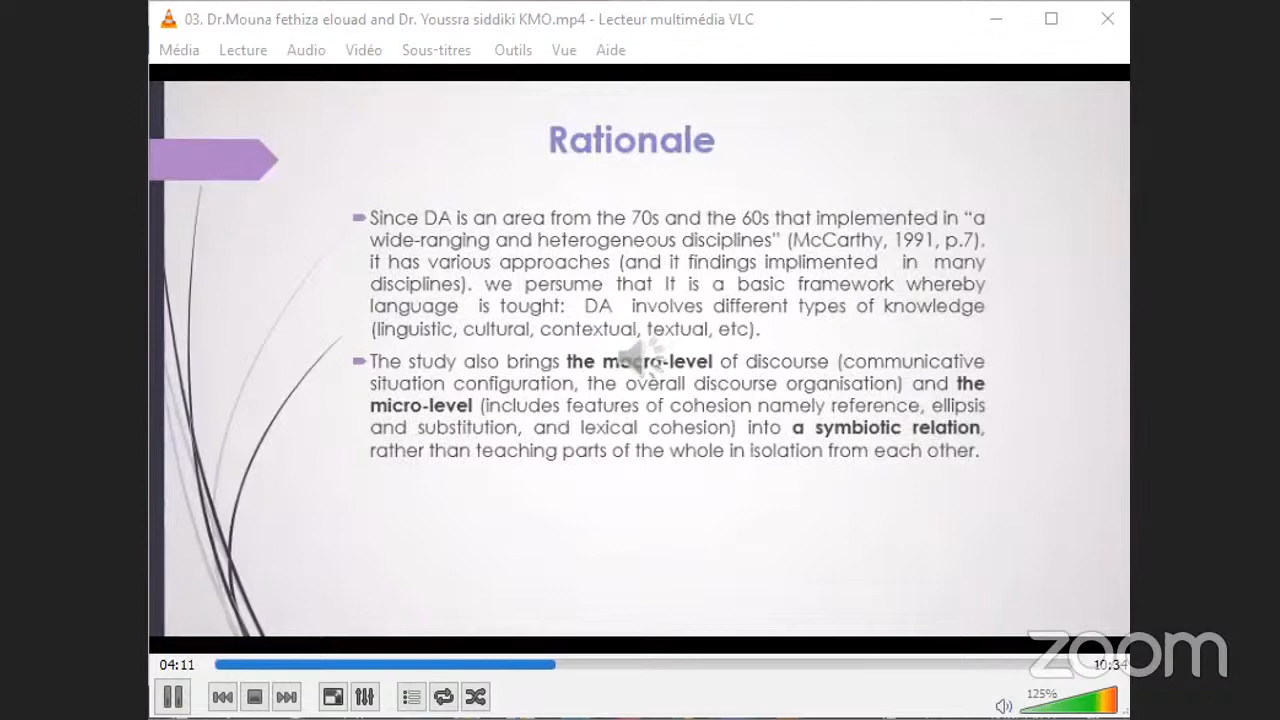 03. Dr.Mouna fethiza elouad and Dr. Youssra siddiki KMO.mp4 - Lecteur multimédia VLC
Média Lecture Audio Vidéo Sous-titres Outils Vue Aide
Rationale
Since DA is an area from the 70s and the 60s that implemented in “a
wide-ranging and heterogeneous disciplines” (McCarthy, 1991, p.7).
it has various approaches (and it findings implimented in many
disciplines). we persume that It is a basic framework whereby
language is tought: DA involves different types of knowledge
(linguistic, cultural, contextual, textual, etc).
The study also brings the macro-level of discourse (communicative
situation configuration, the overall discourse organisation) and the
micro-level (includes features of cohesion namely reference, ellipsis
and substitution, and lexical cohesion) into a symbiotic relation,
rather than teaching parts of the whole in isolation from each other.
04:11
10:34
zoom
125%